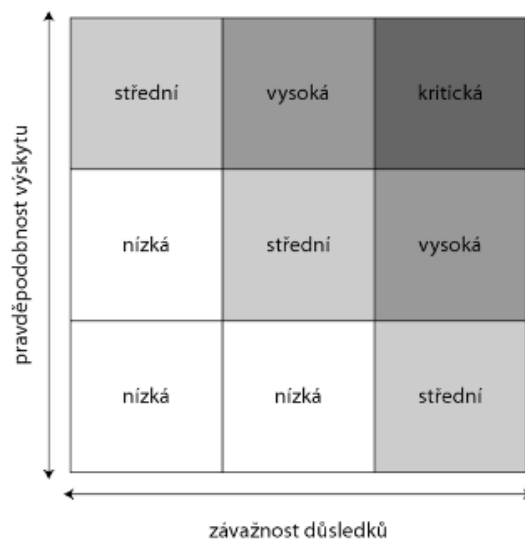 střední vysoká kritická
pravděpodobnost výskytu
nízká střední vysoká
nízká nízká střední
závažnost důsledků